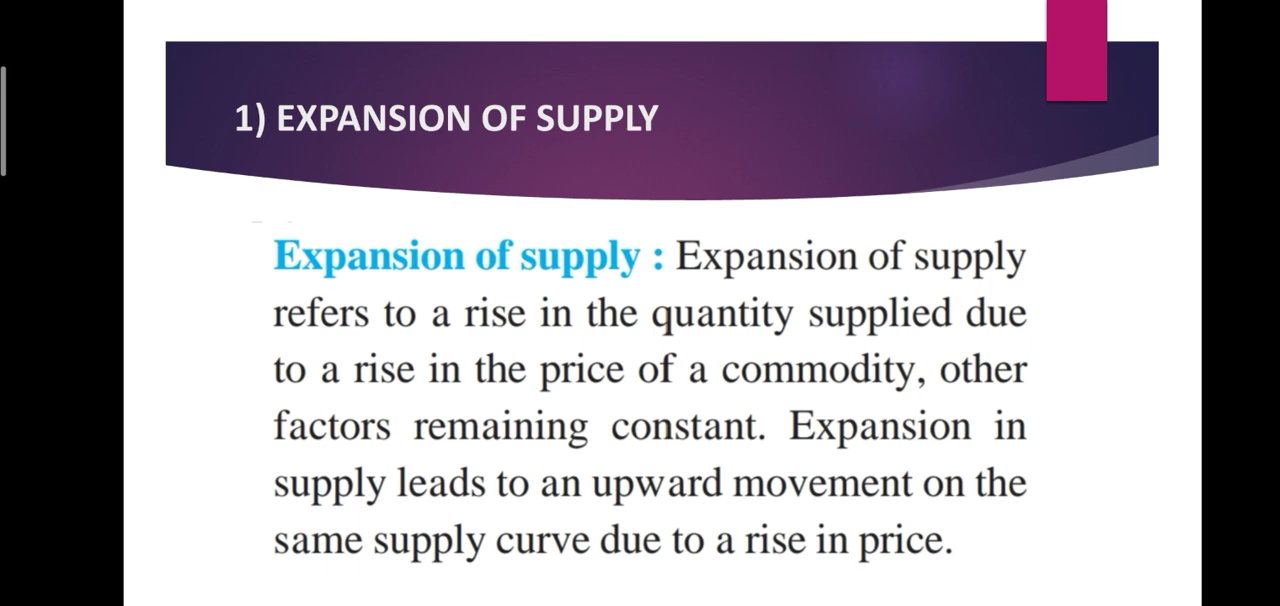 1) EXPANSION OF SUPPLY
Expansion of supply : Expansion of supply
refers to a rise in the quantity supplied due
to a rise in the price of a commodity, other
factors remaining constant. Expansion in
supply leads to an upward movement on the
same supply curve due to a rise in price.